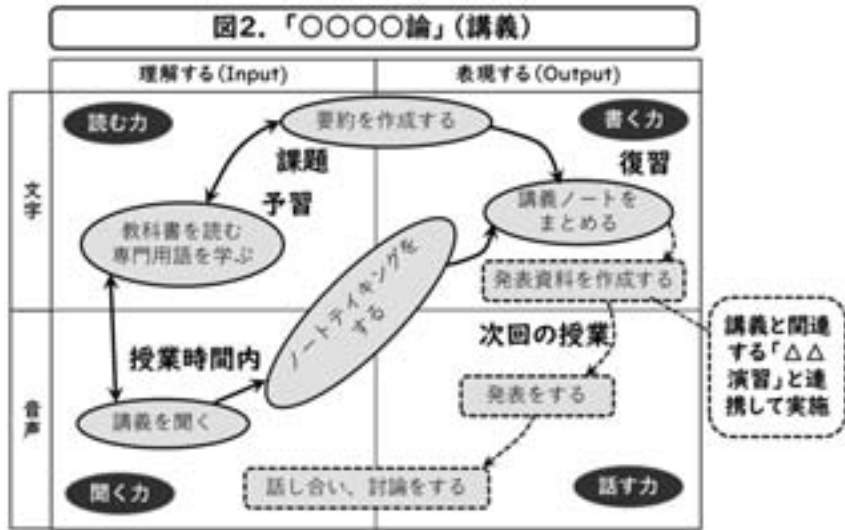 図2.「○○○○論」(講義)
理解する(Input)
表現する(Output)
文字
音声
読む力
要約を作成する
書く力
課題
予習
復習
教科書を読む
専門用語を学ぶ
講義ノートを
まとめる
ノートテイキングを
する
発表資料を作成する
授業時間内
次回の授業
講義と関連
する「△△
演習」と連
携して実施
講義を聞く
発表をする
聞く力
話し合い、討論をする
話す力